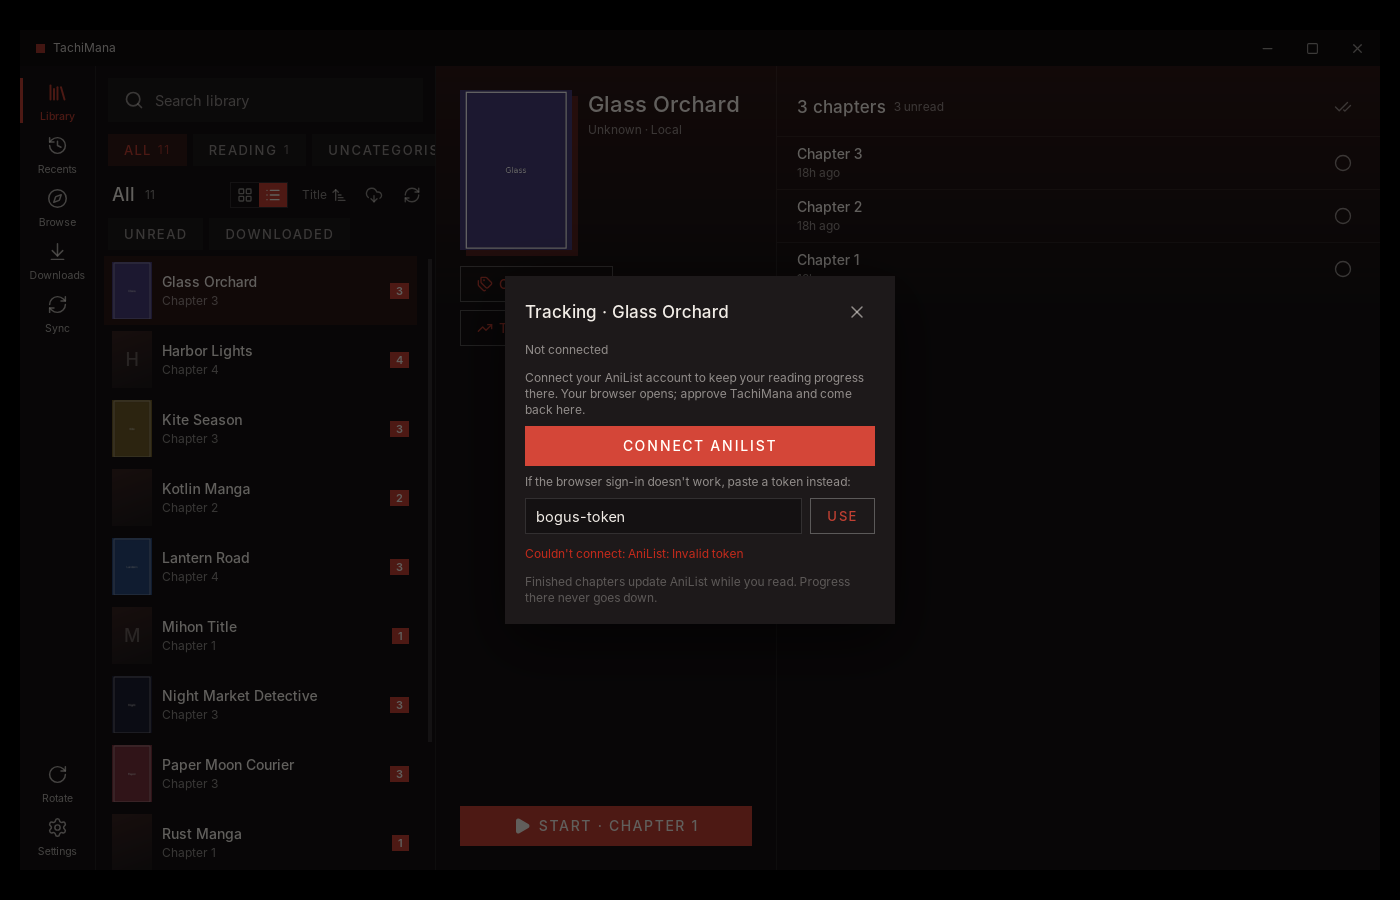 TachiMana
Library
Recents
Browse
Downloads
Sync
Rotate
Settings
Search library
ALL 11
READING 1
UNCATEGORIS
All 11
Title
UNREAD
DOWNLOADED
Glass Orchard
Chapter 3
3
H
Harbor Lights
Chapter 4
4
Kite Season
Chapter 3
3
Kotlin Manga
Chapter 2
2
Lantern Road
Chapter 4
3
M
Mihon Title
Chapter 1
1
Night Market Detective
Chapter 3
3
Paper Moon Courier
Chapter 3
3
Rust Manga
Chapter 1
1
Glass
Glass Orchard
Unknown · Local
START · CHAPTER 1
3 chapters 3 unread
Chapter 3
18h ago
Chapter 2
18h ago
Chapter 1
Tracking · Glass Orchard
Not connected
Connect your AniList account to keep your reading progress
there. Your browser opens; approve TachiMana and come
back here.
CONNECT ANILIST
If the browser sign-in doesn't work, paste a token instead:
bogus-token
USE
Couldn't connect: AniList: Invalid token
Finished chapters update AniList while you read. Progress
there never goes down.